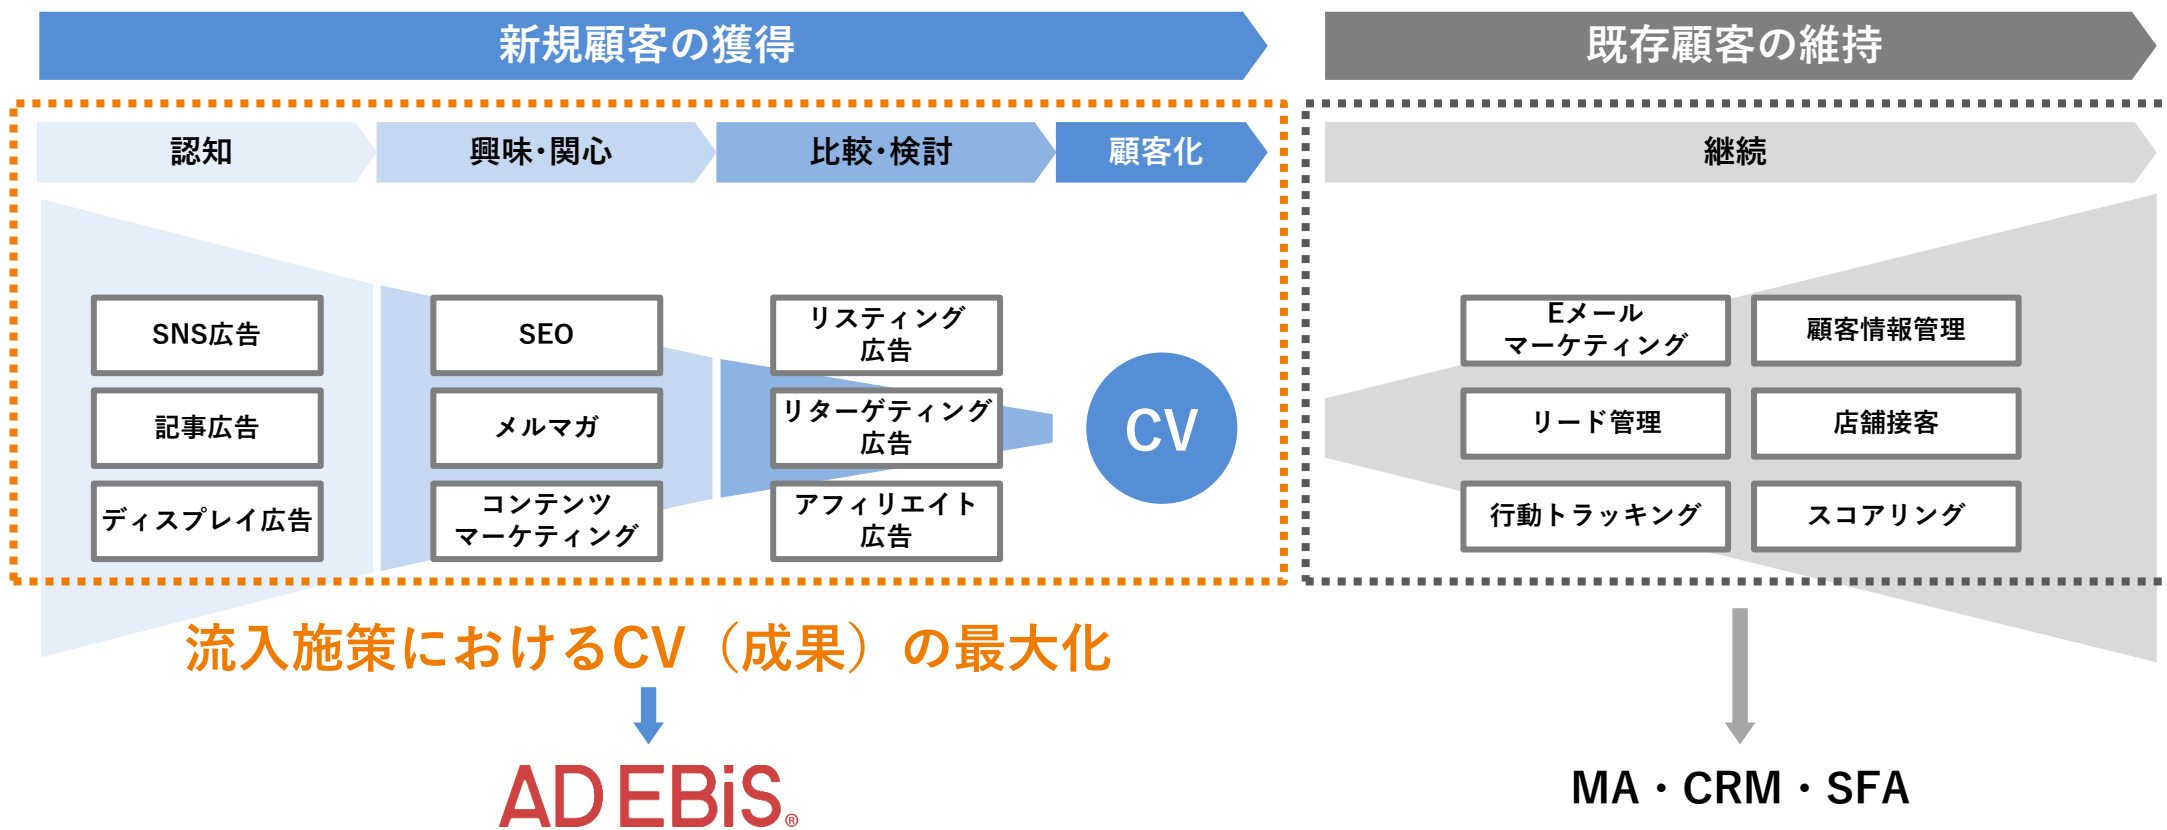 新規顧客の獲得
既存顧客の維持
認知
興味・関心
比較・検討
顧客化
継続
SNS広告
記事広告
ディスプレイ広告
SEO
メルマガ
コンテンツ
マーケティング
リスティング
広告
リターゲティング
広告
アフィリエイト
広告
CV
Eメール
マーケティング
リード管理
行動トラッキング
顧客情報管理
店舗接客
スコアリング
流入施策におけるCV（成果）の最大化
AD EBiS®
MA・CRM・SFA